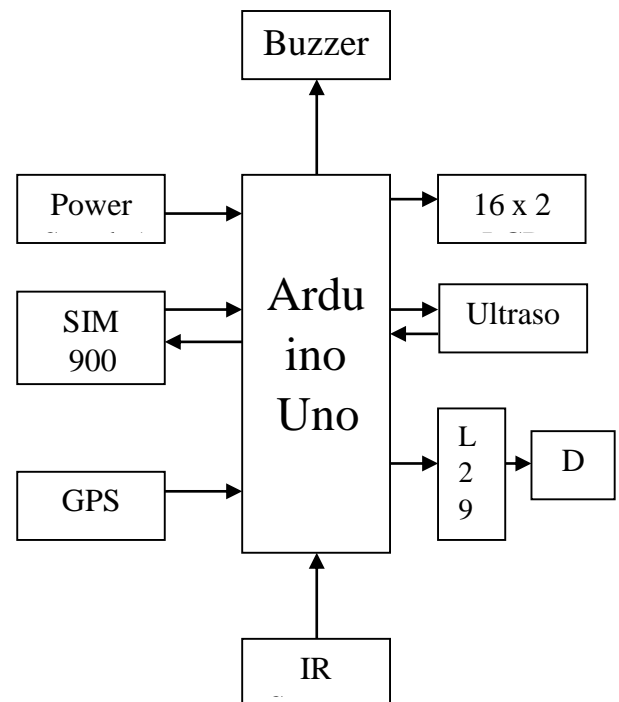 Buzzer
Power
16 x 2
SIM
900
Ardu
ino
Uno
Ultraso
L
2
9
D
GPS
IR